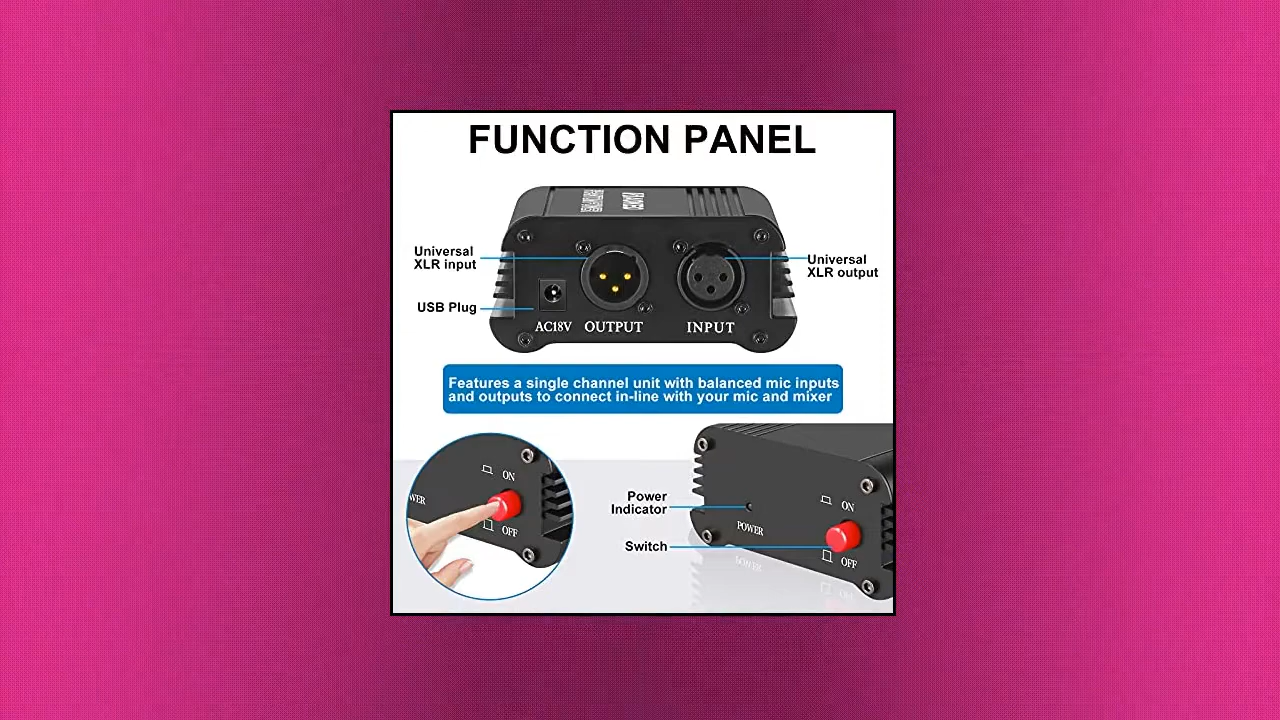 FUNCTION PANEL
Universal
XLR input
USB Plug
AC18V OUTPUT INPUT
Universal
XLR output
Features a single channel unit with balanced mic inputs
and outputs to connect in-line with your mic and mixer
WER
ON
OFF
Power
Indicator
Switch
POWER
ON
OFF